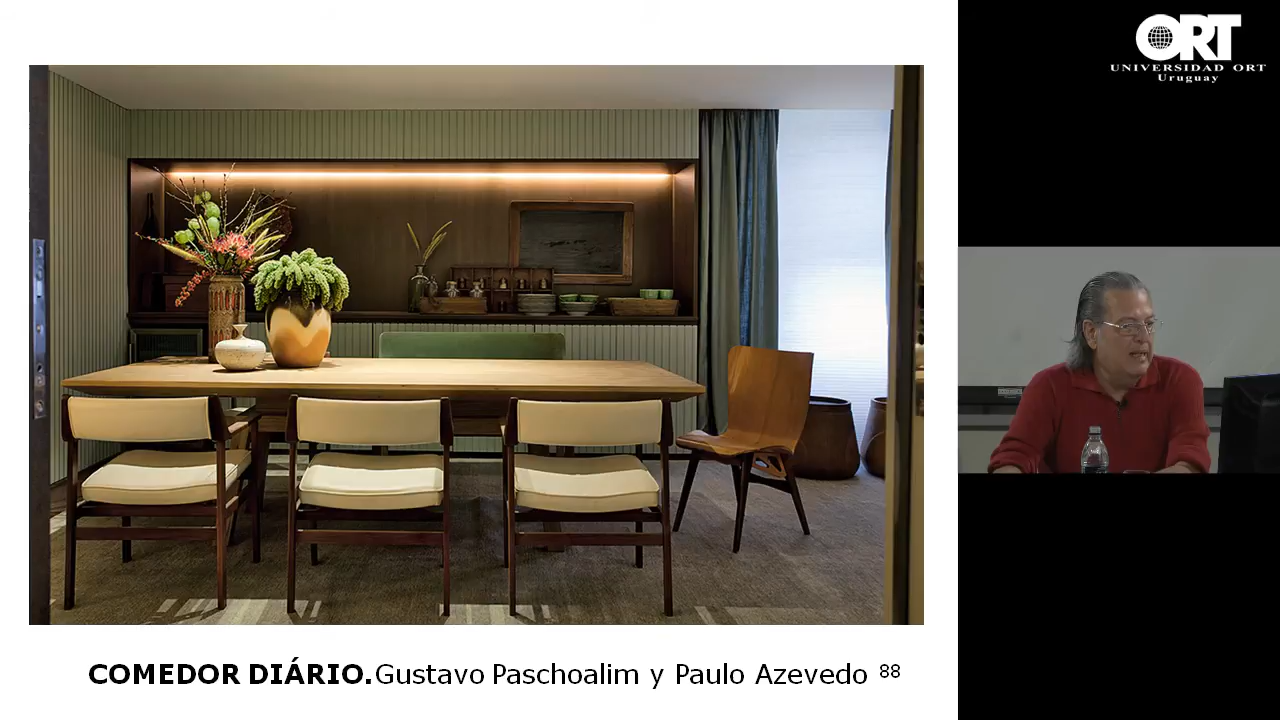 ORT
UNIVERSIDAD ORT
Uruguay
COMEDOR DIÁRIO.Gustavo Paschoalim y Paulo Azevedo 88